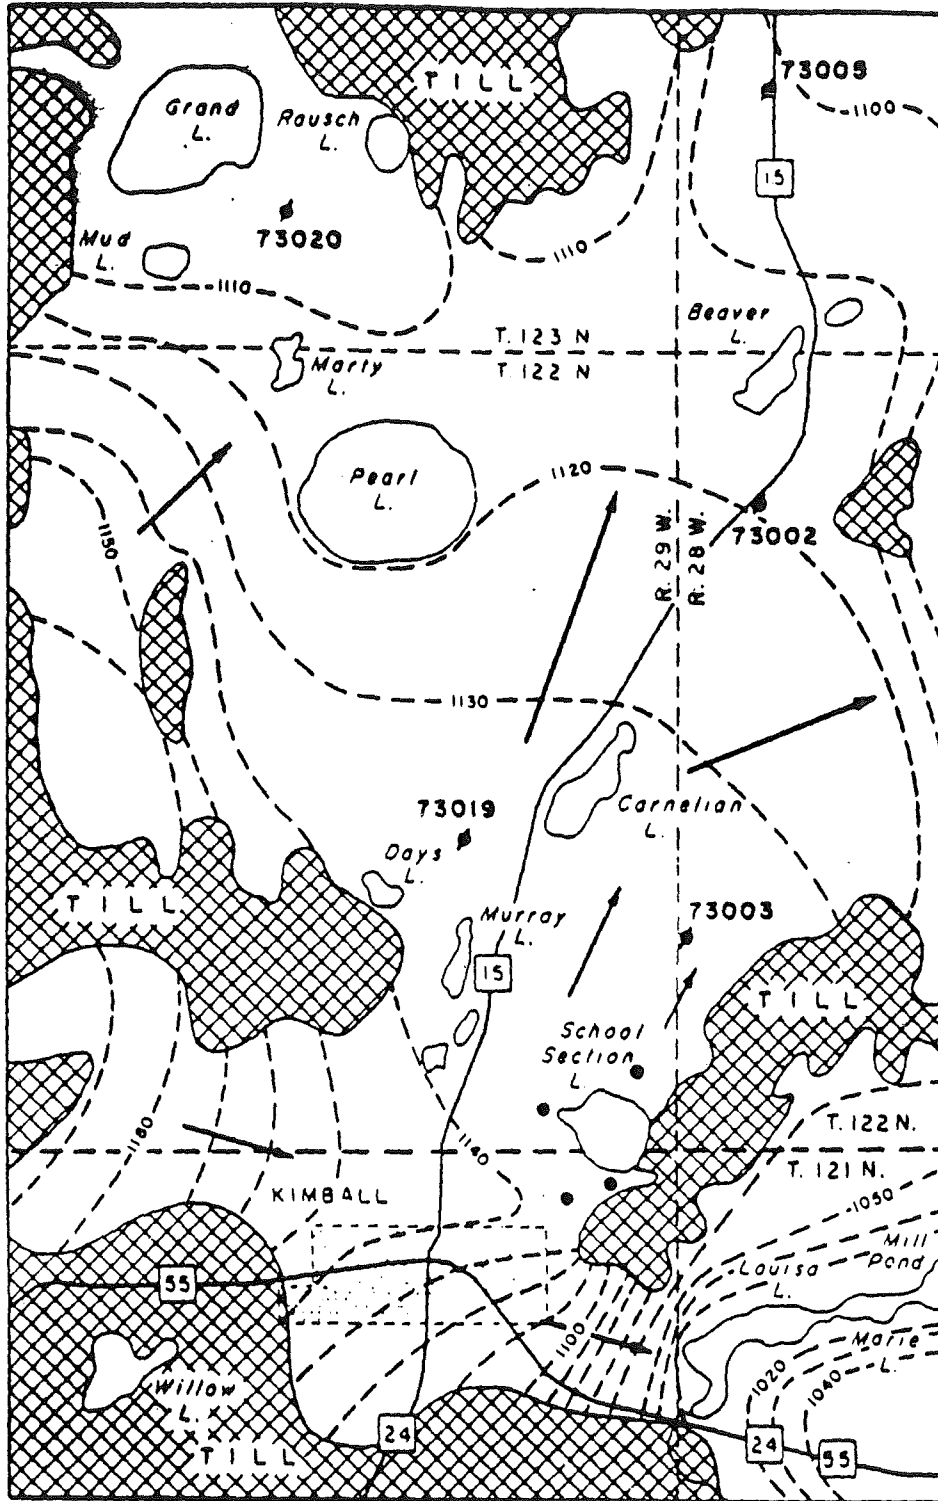 TILL
73005
1100
Grand
L.
Rausch
L.
15
73020
Mud
L.
1110
1110
Beaver
L.
T. 123 N
T. 122 N
Marty
L.
Pearl
L.
1120
73002
R. 29 W.
R. 28 W.
1150
1130
Carnelian
L.
73019
Days
L.
TILL
Murray
L.
73003
15
TILL
School
Section
L.
T. 122 N.
T. 121 N.
1180
1140
KIMBALL
1050
Mill
Pond
Louisa
L.
55
1100
Marie
L.
1020
1040
Willow
L.
TILL
24
24
55